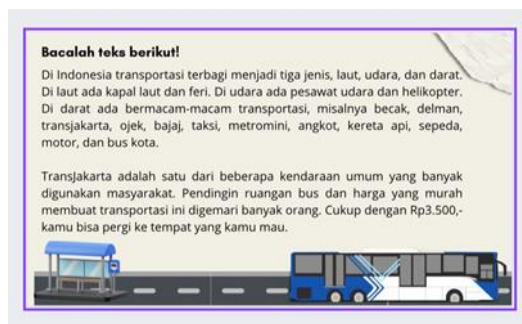 Bacalah teks berikut!
Di Indonesia transportasi terbagi menjadi tiga jenis, laut, udara, dan darat.
Di laut ada kapal laut dan feri. Di udara ada pesawat udara dan helikopter.
Di darat ada bermacam-macam transportasi, misalnya becak, delman,
transjakarta, ojek, bajaj, taksi, metromini, angkot, kereta api, sepeda,
motor, dan bus kota.
TransJakarta adalah satu dari beberapa kendaraan umum yang banyak
digunakan masyarakat. Pendingin ruangan bus dan harga yang murah
membuat transportasi ini digemari banyak orang. Cukup dengan Rp3.500,-
kamu bisa pergi ke tempat yang kamu mau.